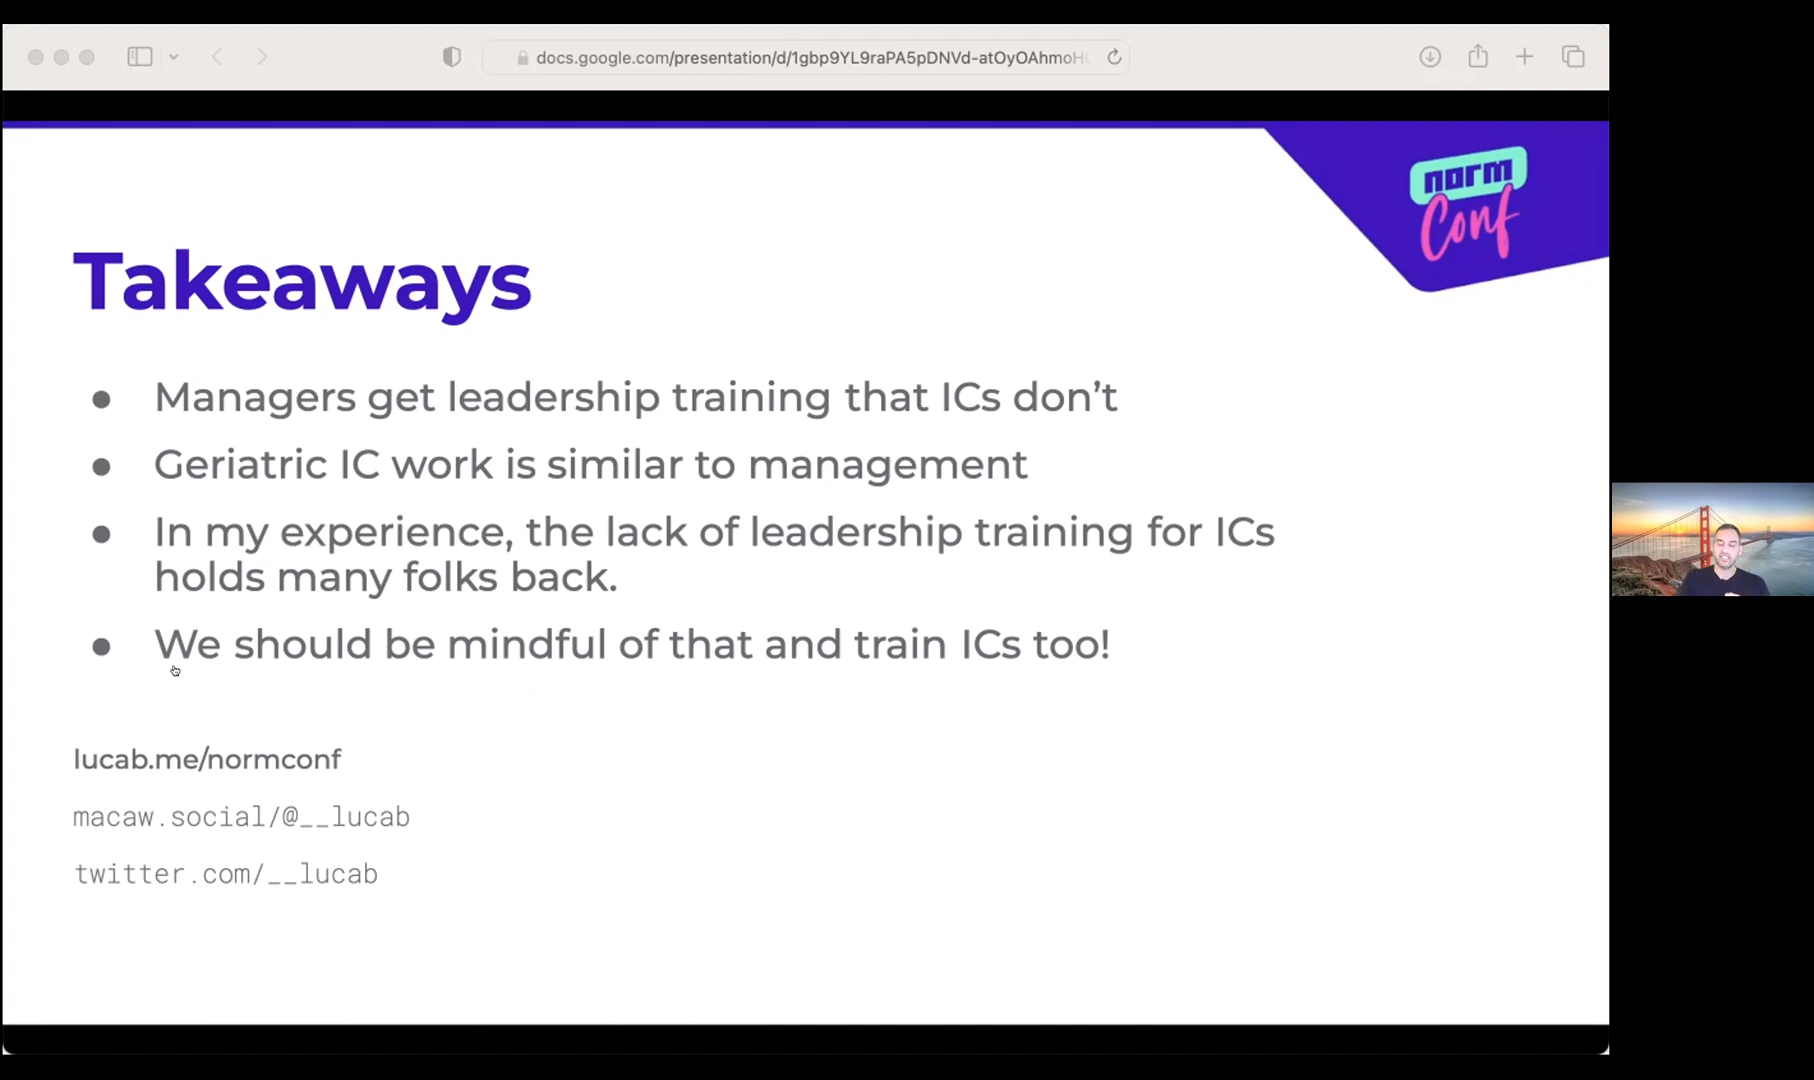 docs.google.com/presentation/d/1gbp9YL9raPA5pDNVd-atOyOAhmoH
norm
Conf
Takeaways
● Managers get leadership training that ICs don’t
● Geriatric IC work is similar to management
● In my experience, the lack of leadership training for ICs
holds many folks back.
● We should be mindful of that and train ICs too!
lucab.me/normconf
macaw.social/@__lucab
twitter.com/__lucab